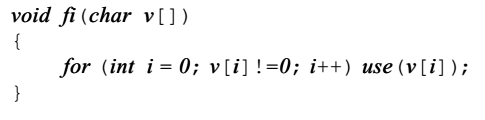 void fi(char v[])
{
for (int i = 0; v[i]!=0; i++) use(v[i]);
}